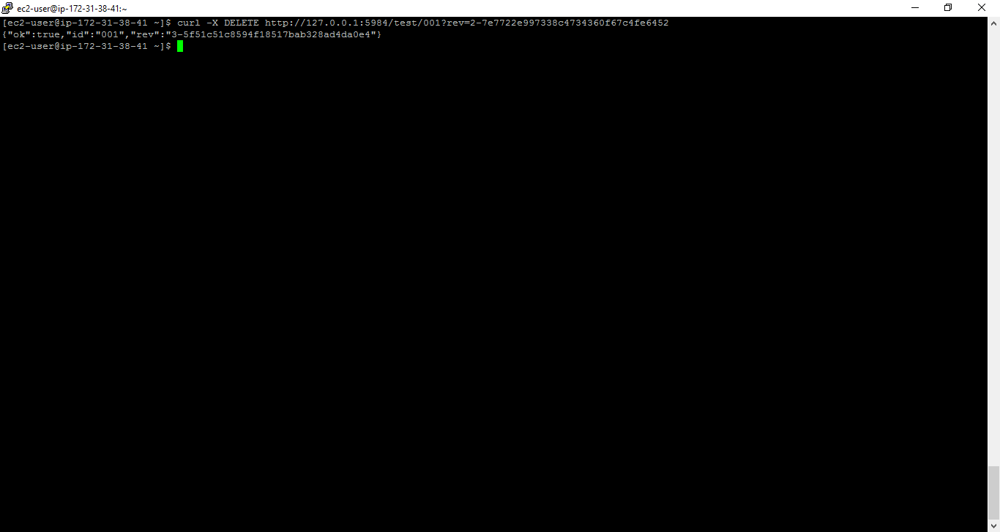 ec2-user@ip-172-31-38-41:~
[ec2-user@ip-172-31-38-41 ~]$ curl -X DELETE http://127.0.0.1:5984/test/001?rev=2-7e7722e997338c4734360f67c4fe6452
{"ok":true,"id":"001","rev":"3-5f51c51c8594f18517bab328ad4da0e4"}
[ec2-user@ip-172-31-38-41 ~]$